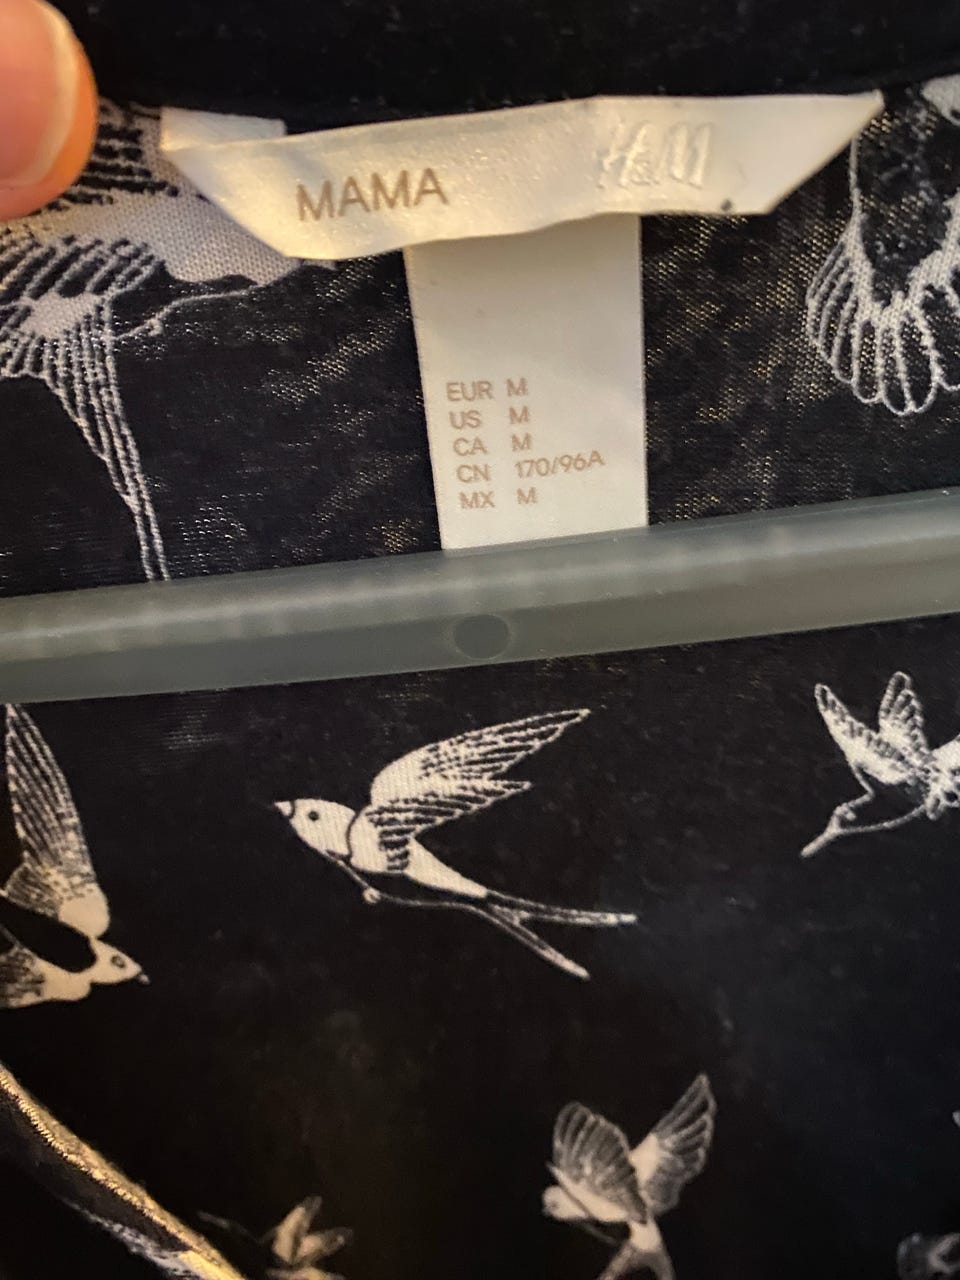 MAMA H&M
EUR M
US M
CA M
CN 170/96A
MX M